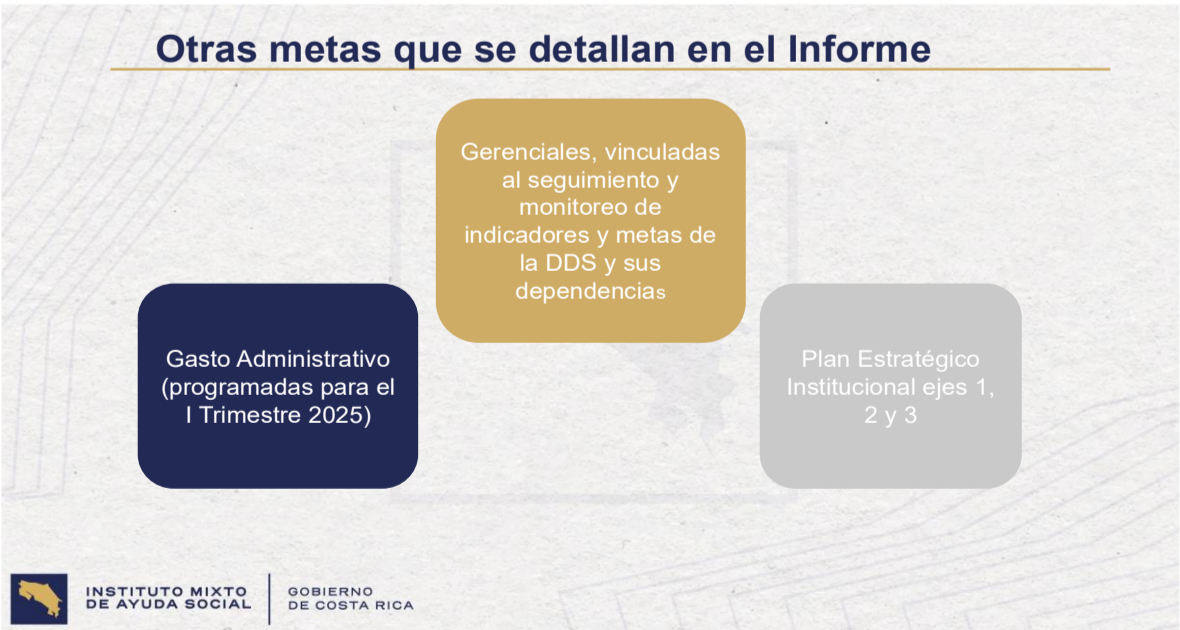 Otras metas que se detallan en el Informe
Gerenciales, vinculadas
al seguimiento y
monitoreo de
indicadores y metas de
la DDS y sus
dependencias
Gasto Administrativo
(programadas para el
I Trimestre 2025)
Plan Estratégico
Institucional ejes 1,
2 y 3
INSTITUTO MIXTO
DE AYUDA SOCIAL
GOBIERNO
DE COSTA RICA